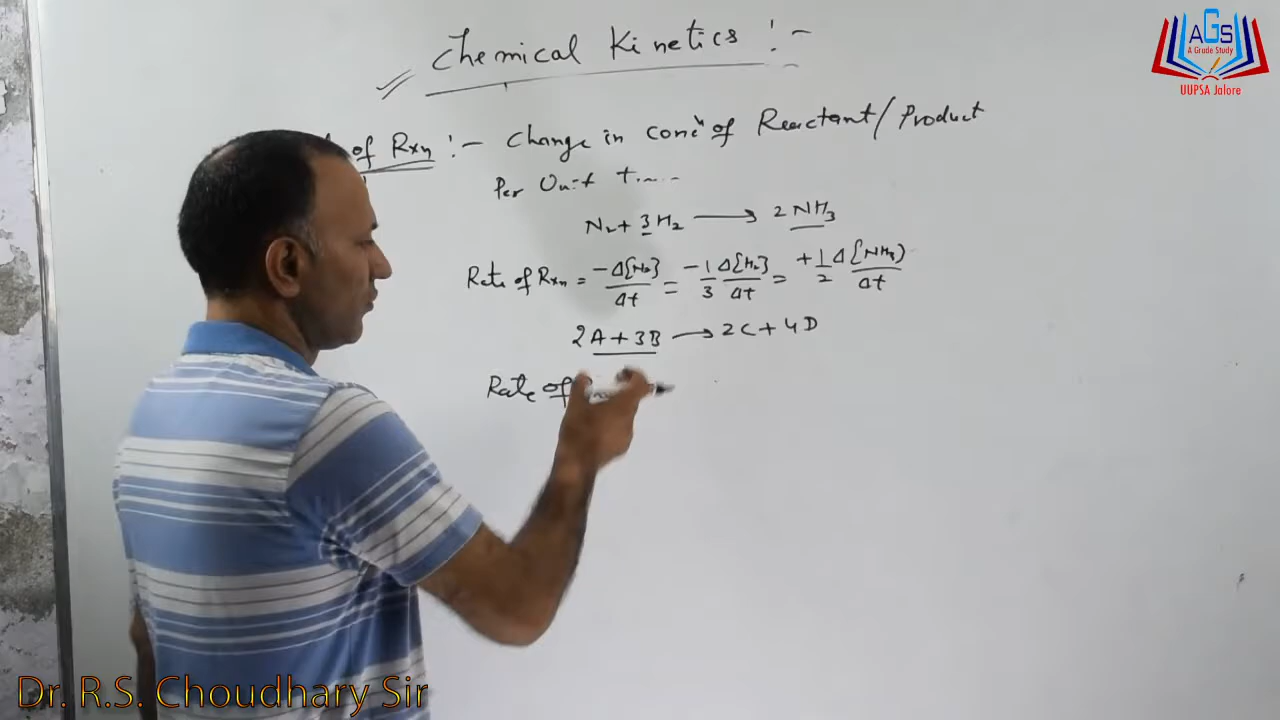 Chemical Kinetics :-
of Rxn :- Change in concⁿ of Reactant/Product
Per Unit
N₂ + 3H₂ ⟶ 2NH₃
Rate of Rxn = -Δ[N₂]/Δt = -1/3 Δ[H₂]/Δt = +1/2 Δ[NH₃]/Δt
2A + 3B ⟶ 2C + 4D
Rate of
AGS
A Grade Study
UUPSA Jalore
Dr. R.S. Choudhary Sir